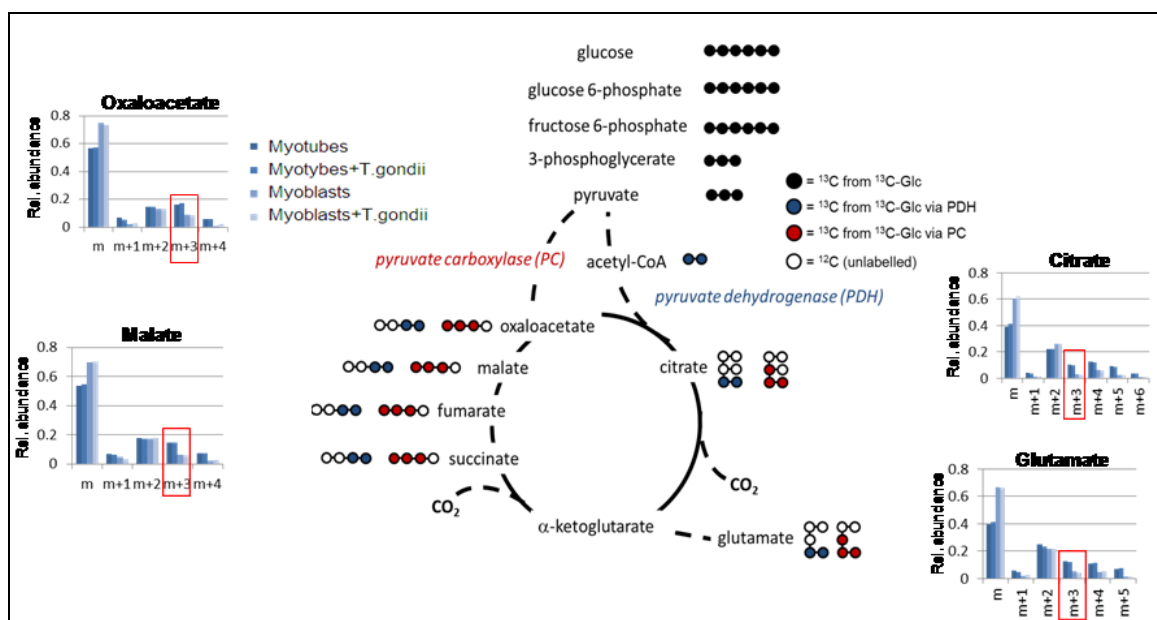 Oxaloacetate
Rel. abundance
0.8
0.6
0.4
0.2
0
m m+1 m+2 m+3 m+4
Myotubes
Myotybes+T.gondii
Myoblasts
Myoblasts+T.gondii
Malate
Rel. abundance
0.8
0.6
0.4
0.2
0
m m+1 m+2 m+3 m+4
glucose
glucose 6-phosphate
fructose 6-phosphate
3-phosphoglycerate
pyruvate
pyruvate carboxylase (PC)
acetyl-CoA
pyruvate dehydrogenase (PDH)
oxaloacetate
malate
fumarate
succinate
citrate
CO₂
CO₂
α-ketoglutarate
glutamate
= ¹³C from ¹³C-Glc
= ¹³C from ¹³C-Glc via PDH
= ¹³C from ¹³C-Glc via PC
= ¹²C (unlabelled)
Citrate
Rel. abundance
0.8
0.6
0.4
0.2
0
m m+1 m+2 m+3 m+4 m+5 m+6
Glutamate
Rel. abundance
0.8
0.6
0.4
0.2
0
m m+1 m+2 m+3 m+4 m+5